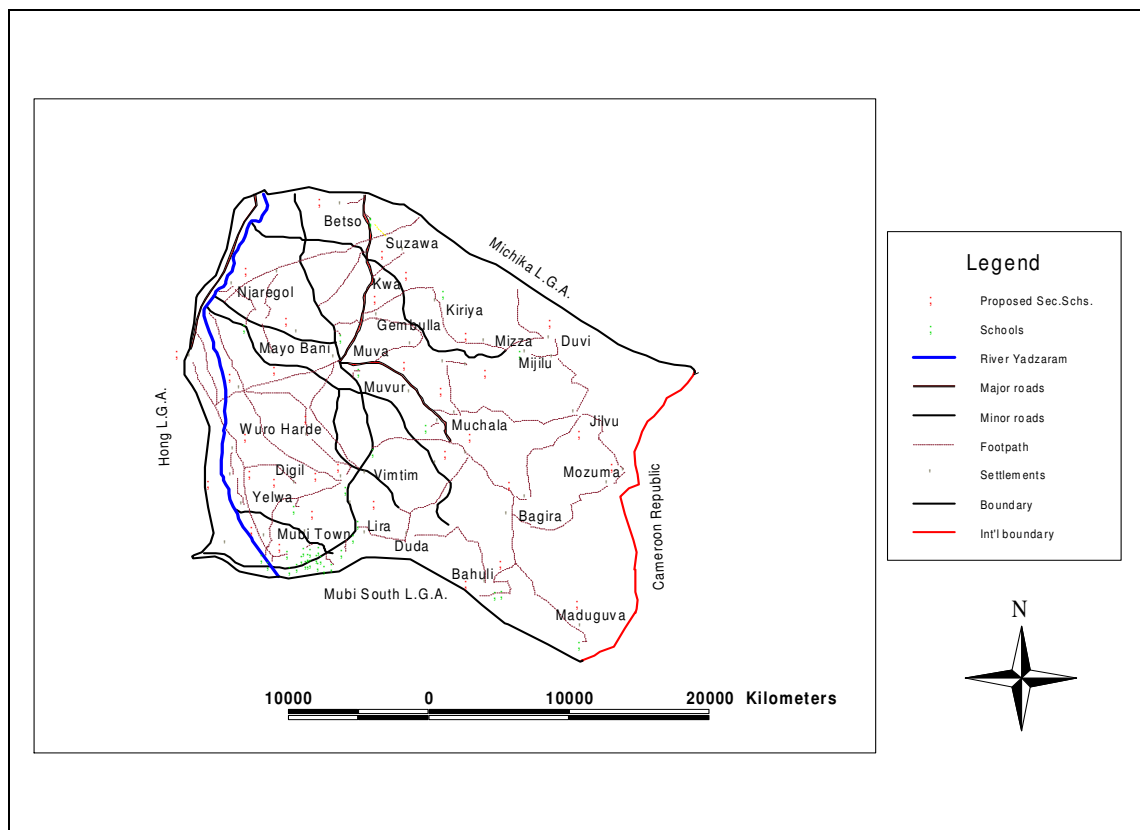 Betso
Suzawa
Michika L.G.A.
Kwa
Njaregol
Kiriya
Gembulla
Mayo Bani
Muva
Mizza
Duvi
Mijilu
Muvur
Hong L.G.A.
Wuro Harde
Muchala
Jilvu
Digil
Vimtim
Mozuma
Yelwa
Bagira
Mubi Town
Lira
Duda
Cameroon Republic
Bahuli
Mubi South L.G.A.
Maduguva
10000 0 10000 20000 Kilometers
Legend
Proposed Sec.Schs.
Schools
River Yadzaram
Major roads
Minor roads
Footpath
Settlements
Boundary
Int'l boundary
N